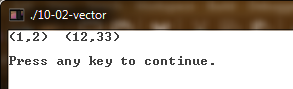 ./10-02-vector
(1,2)  (12,33)
Press any key to continue.